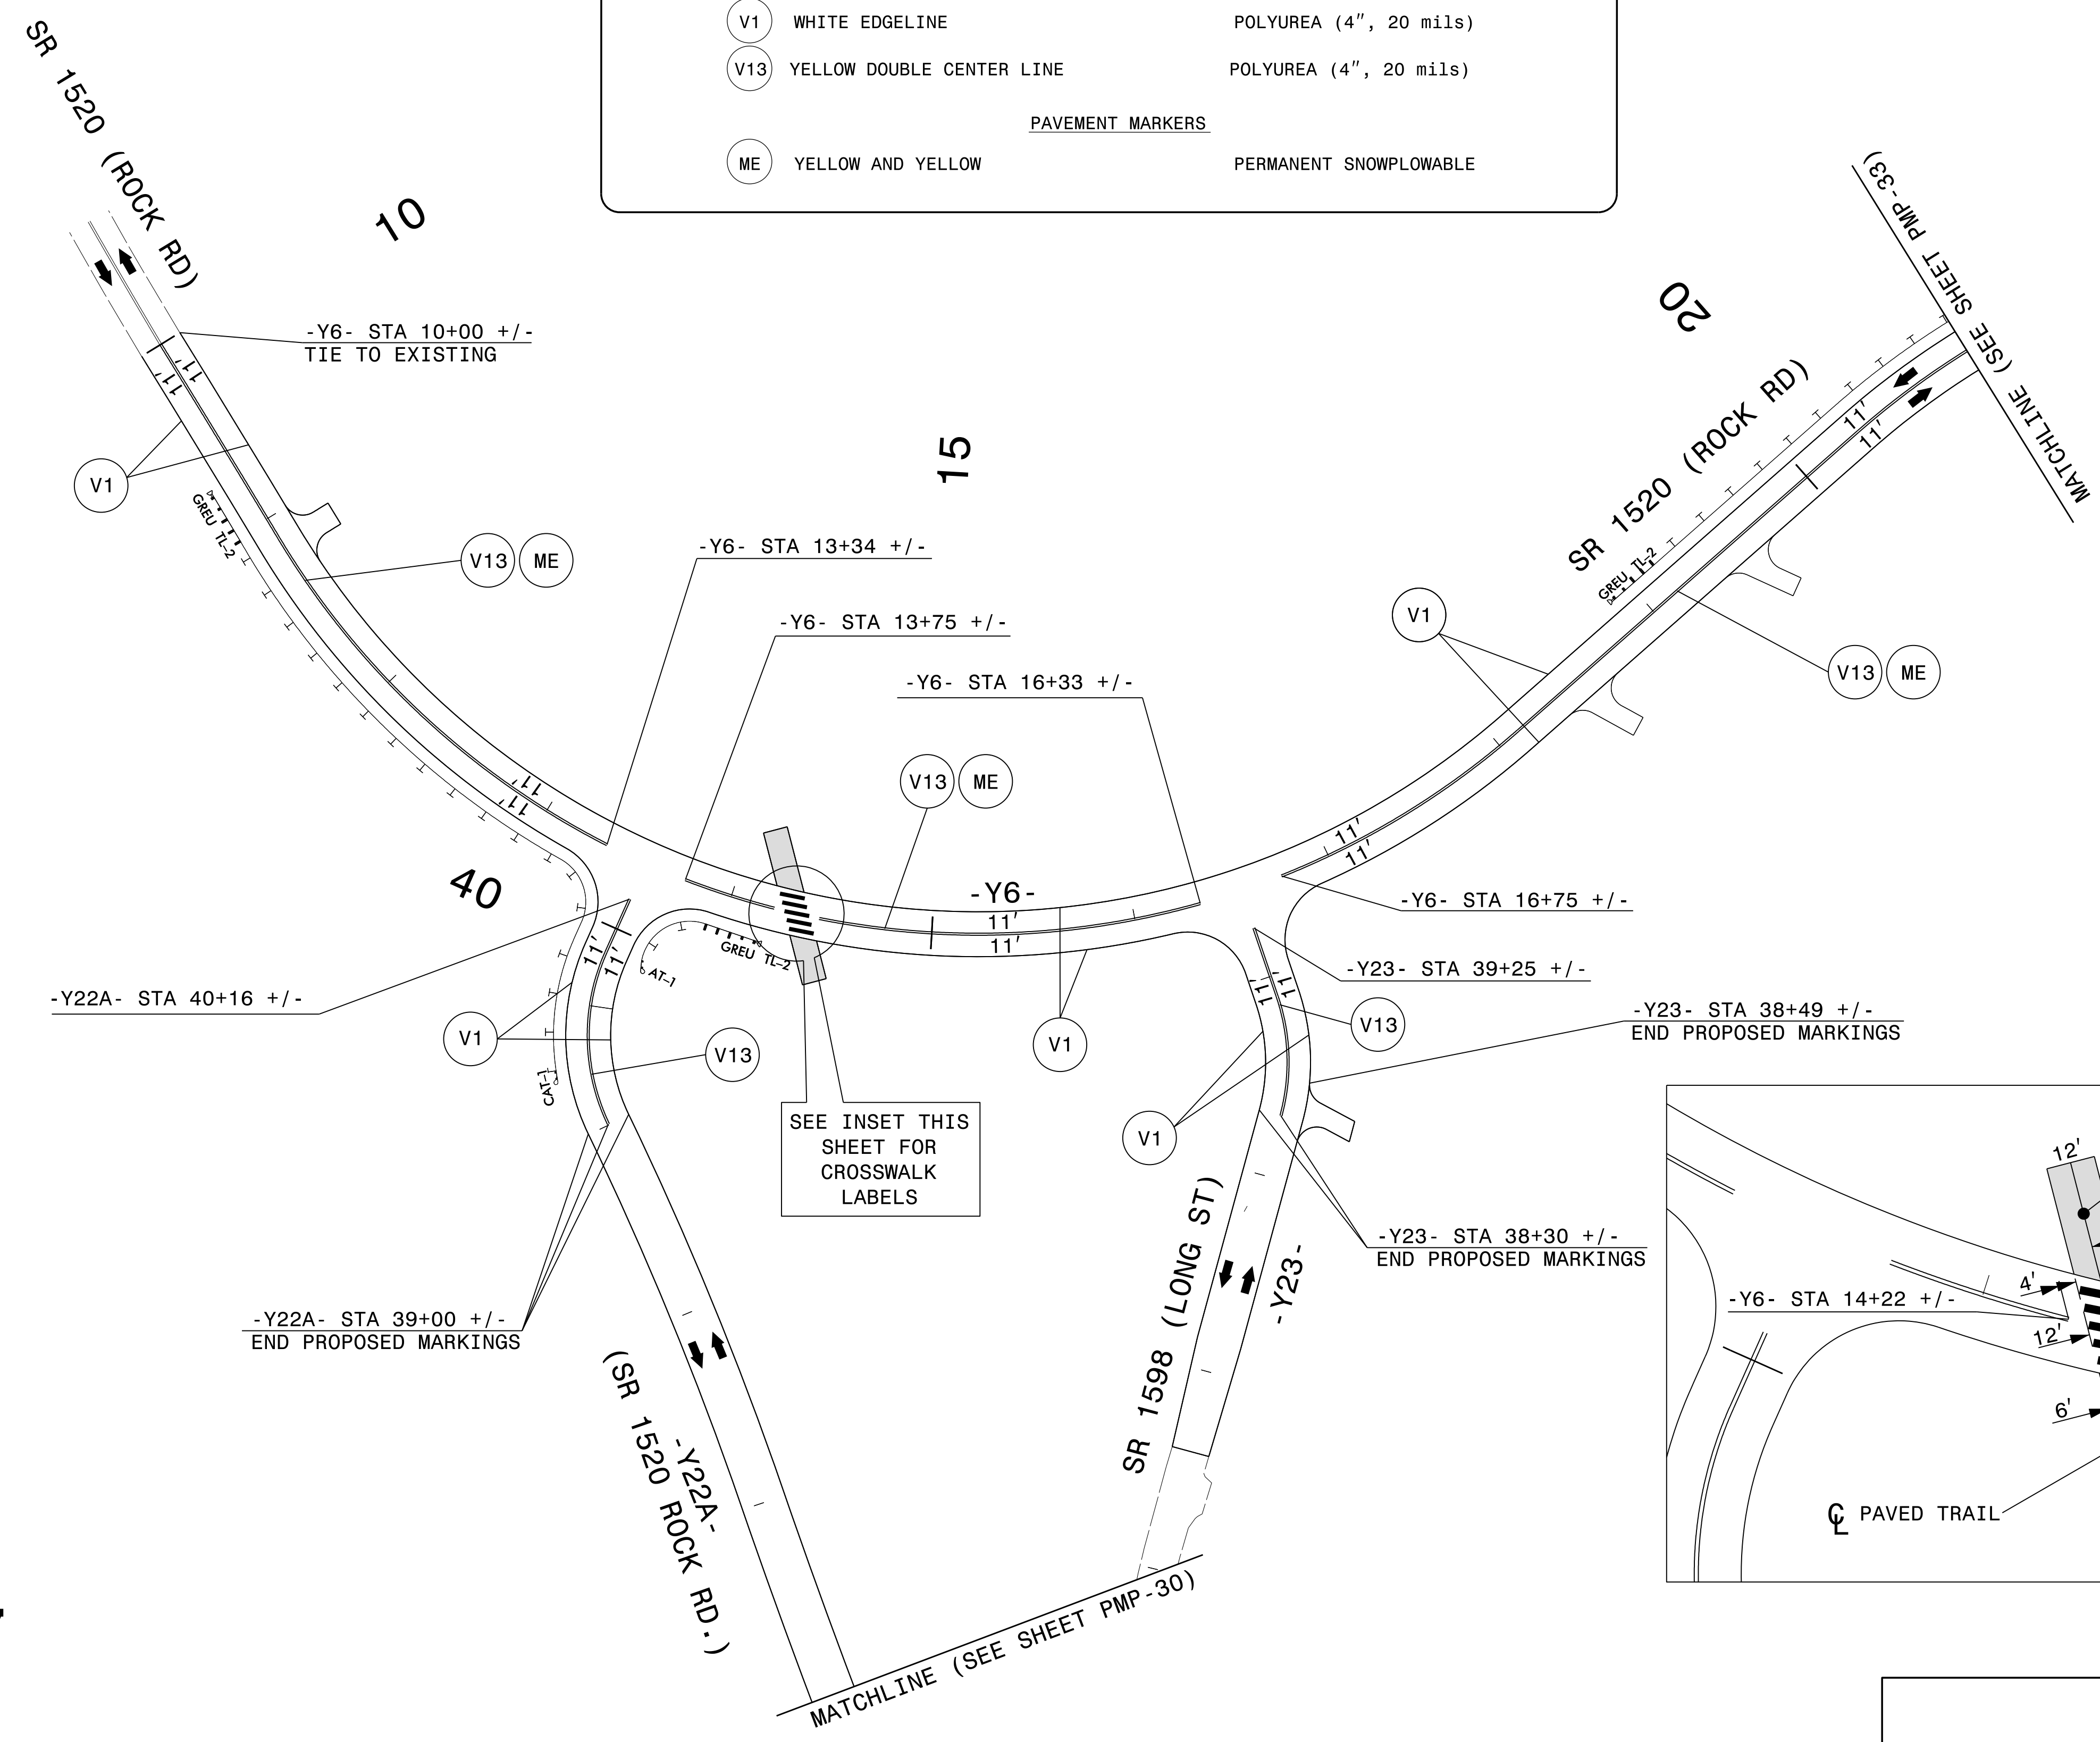 V1 WHITE EDGELINE POLYUREA (4", 20 mils)
V13 YELLOW DOUBLE CENTER LINE POLYUREA (4", 20 mils)
PAVEMENT MARKERS
ME YELLOW AND YELLOW PERMANENT SNOWPLOWABLE
SR 1520 (ROCK RD)
10
-Y6- STA 10+00 +/-
TIE TO EXISTING
11'
11'
V1
GREU TL-2
V13 ME
15
-Y6- STA 13+34 +/-
-Y6- STA 13+75 +/-
-Y6- STA 16+33 +/-
V13 ME
11'
11'
20
SR 1520 (ROCK RD)
MATCHLINE (SEE SHEET PMP-33)
11'
11'
GREU TL-2
V1
V13 ME
11'
11'
-Y6-
11'
11'
-Y6- STA 16+75 +/-
40
11'
11'
AT-1
GREU TL-2
-Y22A- STA 40+16 +/-
V1
V13
CAT-1
V1
SEE INSET THIS
SHEET FOR
CROSSWALK
LABELS
11'
11'
-Y23- STA 39+25 +/-
V13
-Y23- STA 38+49 +/-
END PROPOSED MARKINGS
V1
-Y23- STA 38+30 +/-
END PROPOSED MARKINGS
-Y22A- STA 39+00 +/-
END PROPOSED MARKINGS
SR 1598 (LONG ST)
-Y23-
-Y22A-
(SR 1520 ROCK RD.)
MATCHLINE (SEE SHEET PMP-30)
12'
4'
-Y6- STA 14+22 +/-
12'
6'
℄ PAVED TRAIL